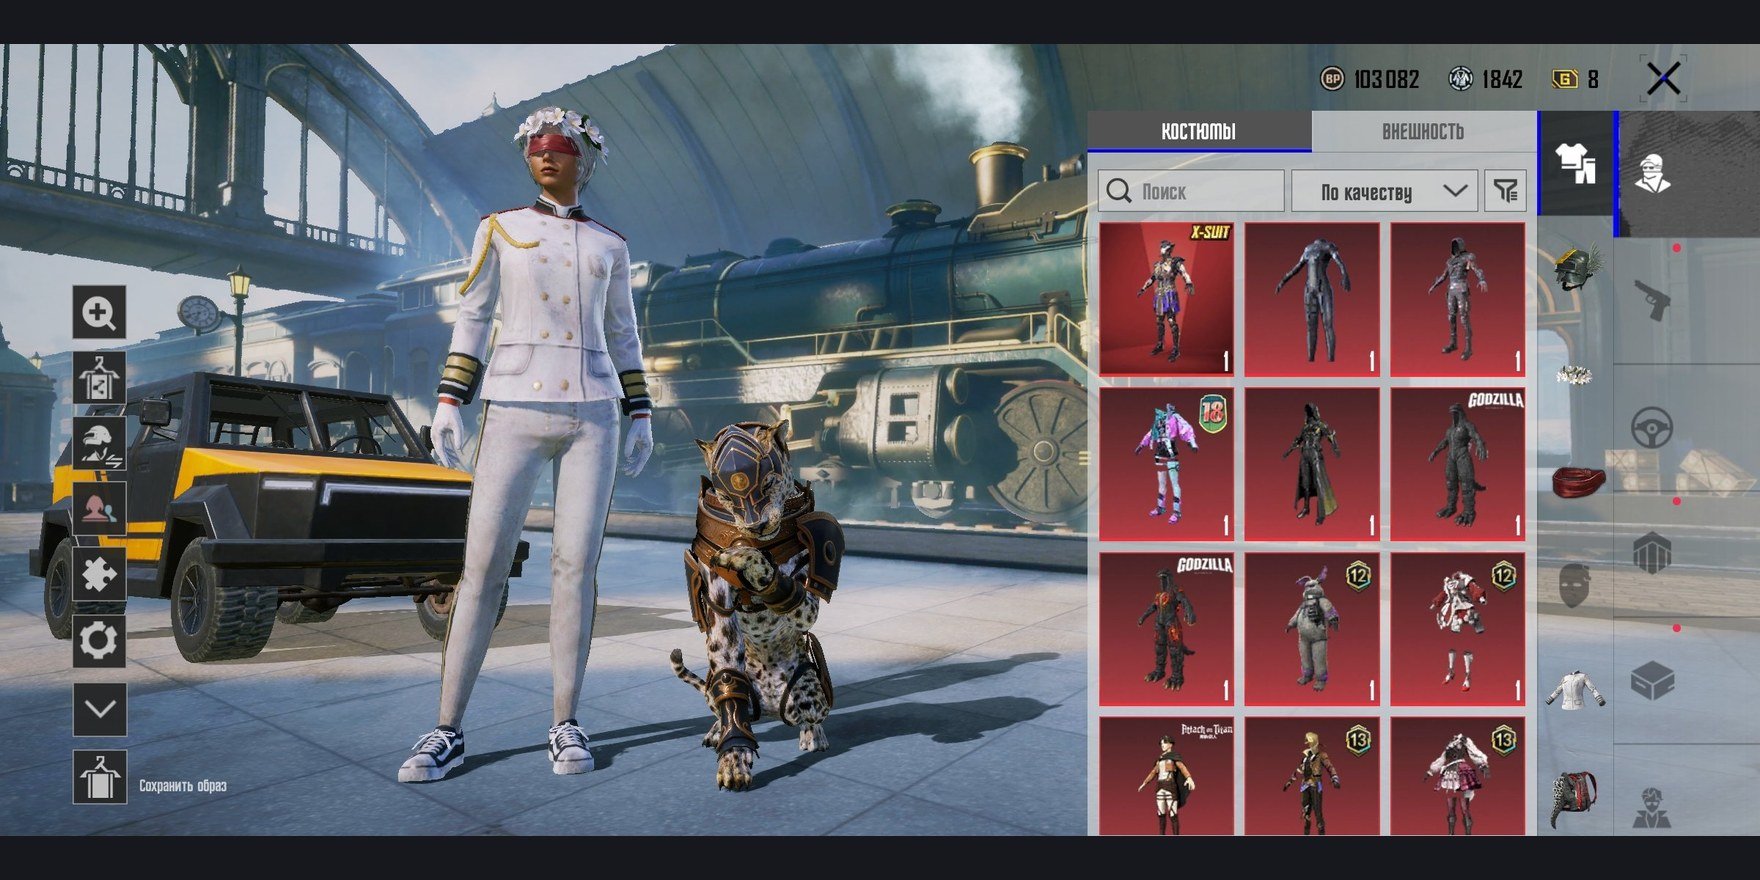 BP 103 082 1842 G 8
КОСТЮМЫ ВНЕШНОСТЬ
Поиск По качеству
X-SUIT
1 1 1
18 GODZILLA
1 1 1
GODZILLA 12 12
1 1 1
Attack on Titan 13 13
Сохранить образ